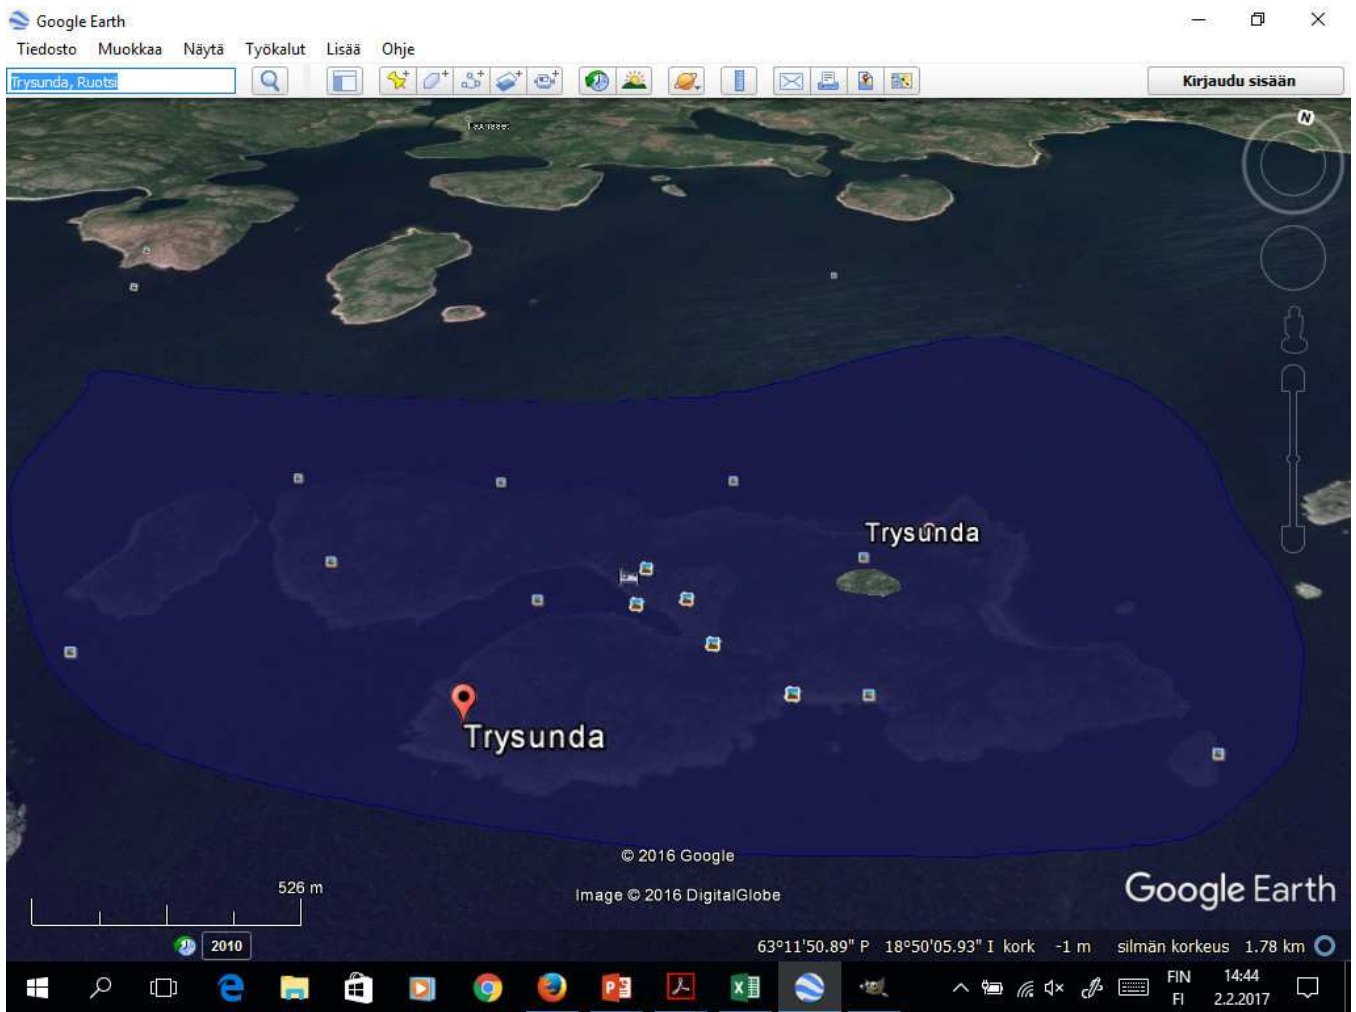 Google Earth
Tiedosto Muokkaa Näytä Työkalut Lisää Ohje
Trysunda, Ruotsi
Kirjaudu sisään
N
Trysunda
Trysunda
© 2016 Google
526 m
Image © 2016 DigitalGlobe
Google Earth
2010
63°11'50.89" P 18°50'05.93" I kork -1 m silmän korkeus 1.78 km
FIN 14:44
FI 2.2.2017